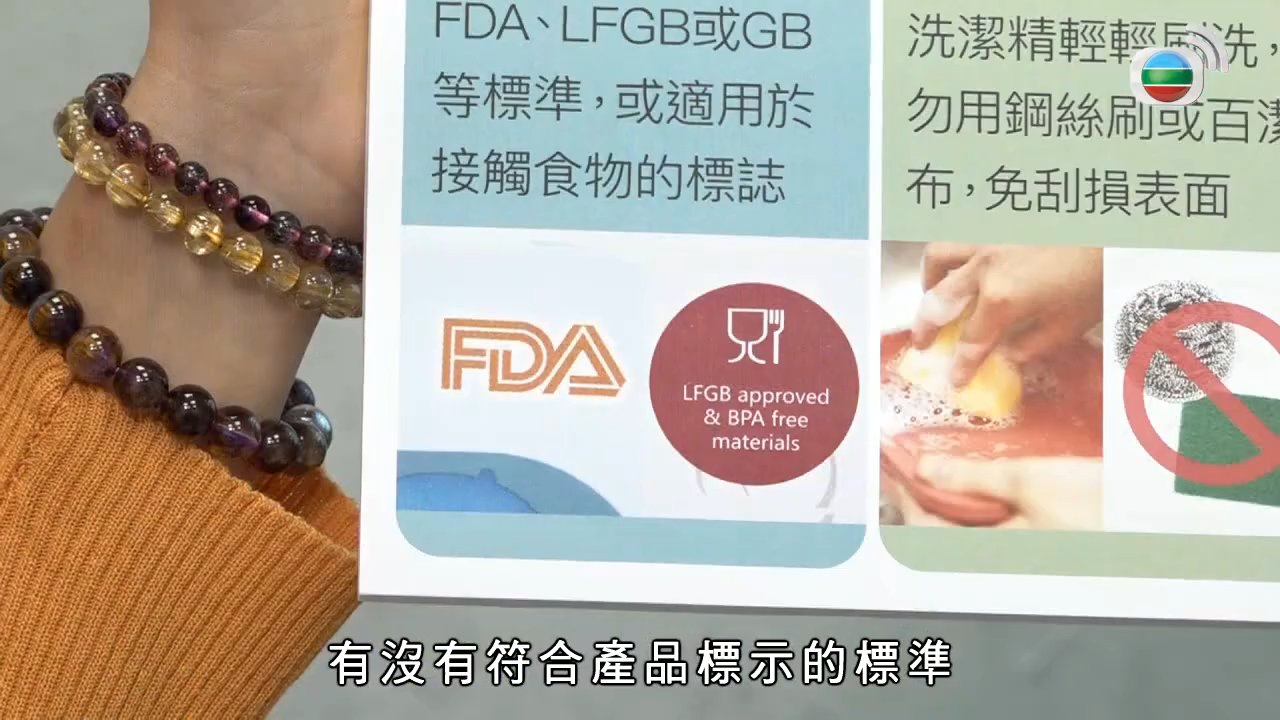 FDA、LFGB或GB
等標準，或適用於
接觸食物的標誌
FDA
LFGB approved
& BPA free
materials
洗潔精輕輕刷洗，
勿用鋼絲刷或百潔
布，免刮損表面
有沒有符合產品標示的標準